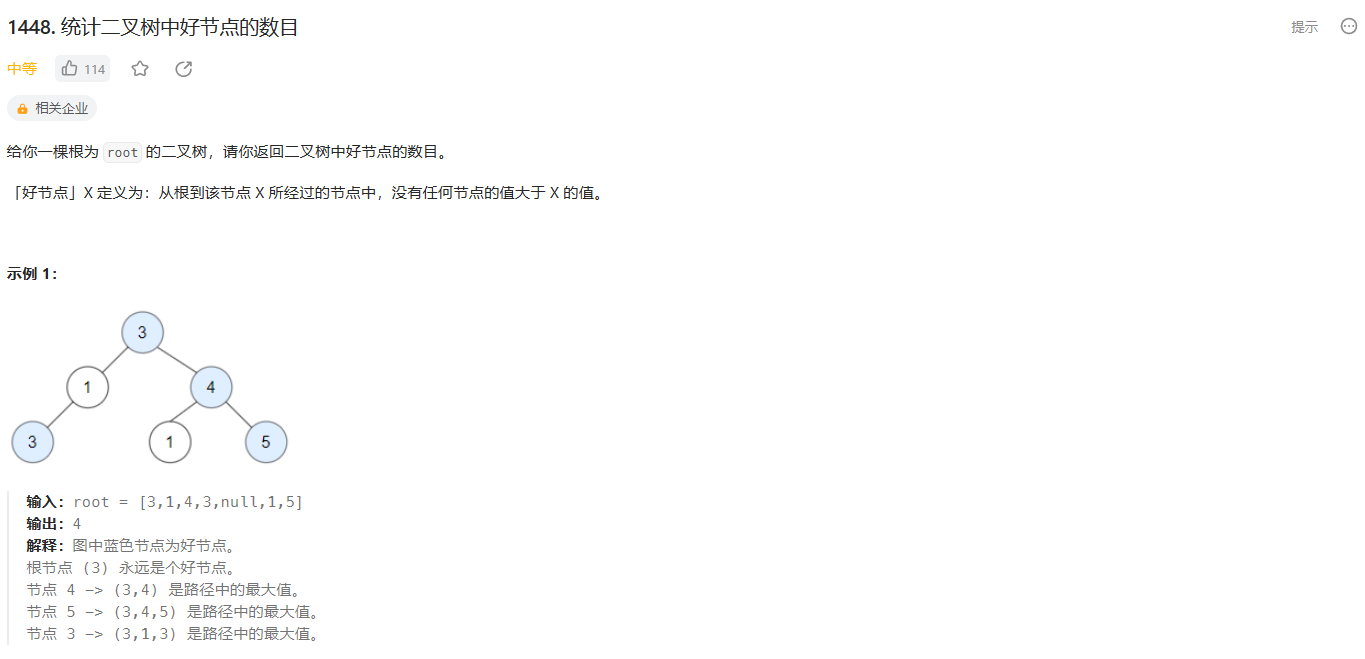 1448. 统计二叉树中好节点的数目
提示
中等 114
相关企业
给你一棵根为 root 的二叉树，请你返回二叉树中好节点的数目。
「好节点」X 定义为：从根到该节点 X 所经过的节点中，没有任何节点的值大于 X 的值。
示例 1：
3
1 4
3 1 5
输入：root = [3,1,4,3,null,1,5]
输出：4
解释：图中蓝色节点为好节点。
根节点 (3) 永远是个好节点。
节点 4 -> (3,4) 是路径中的最大值。
节点 5 -> (3,4,5) 是路径中的最大值。
节点 3 -> (3,1,3) 是路径中的最大值。